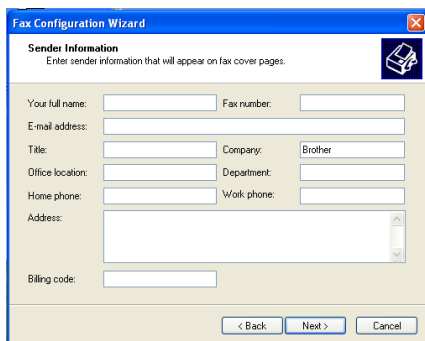 Fax Configuration Wizard
Sender Information
Enter sender information that will appear on fax cover pages.
Your full name: Fax number:
E-mail address:
Title: Company: Brother
Office location: Department:
Home phone: Work phone:
Address:
Billing code:
< Back Next > Cancel